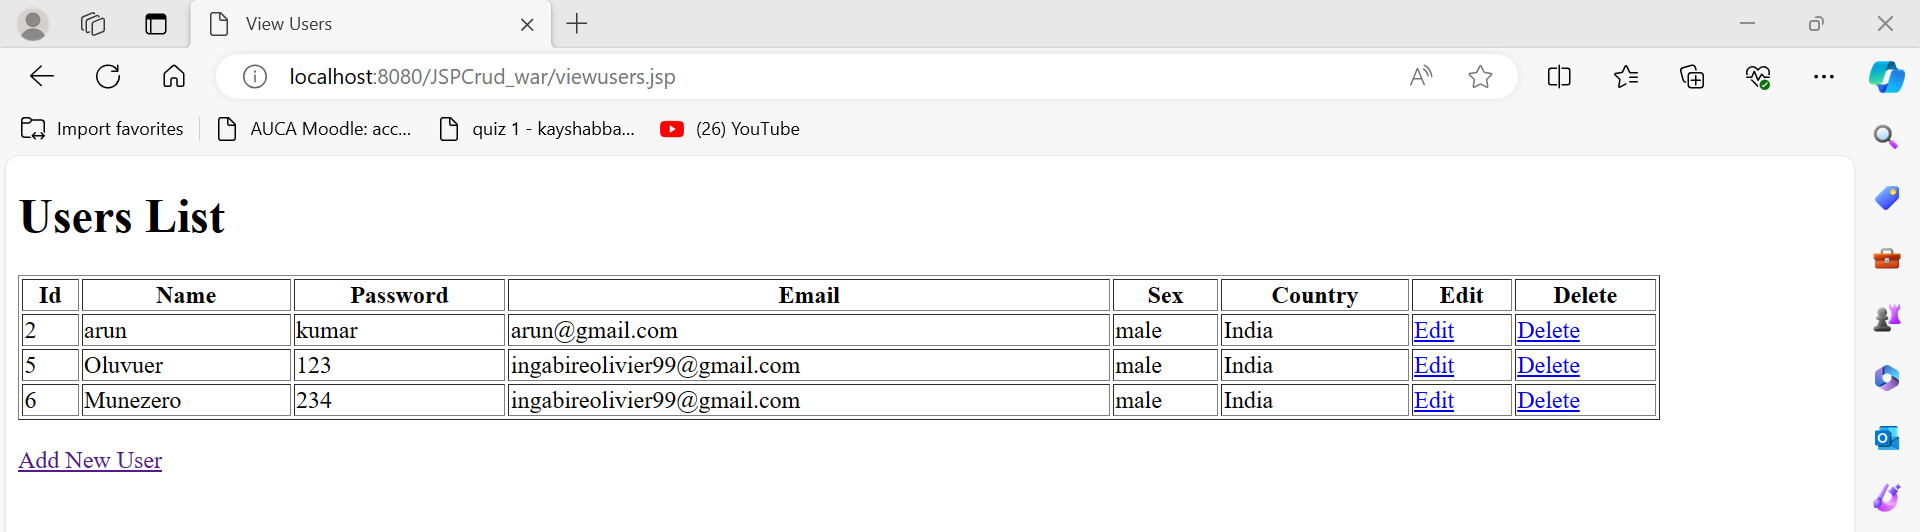 View Users
localhost:8080/JSPCrud_war/viewusers.jsp
Import favorites AUCA Moodle: acc... quiz 1 - kayshabba... (26) YouTube
Users List
Id Name Password Email Sex Country Edit Delete
2 arun kumar arun@gmail.com male India Edit Delete
5 Oluvuer 123 ingabireolivier99@gmail.com male India Edit Delete
6 Munezero 234 ingabireolivier99@gmail.com male India Edit Delete
Add New User